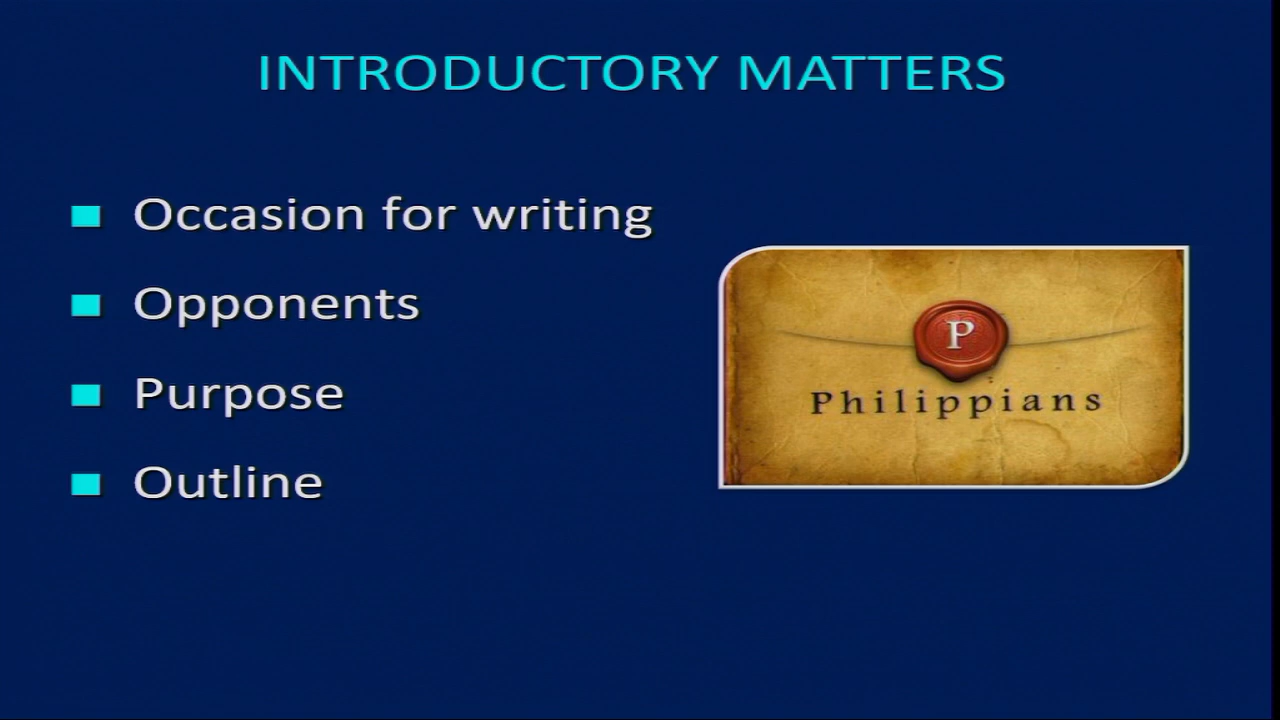 INTRODUCTORY MATTERS
Occasion for writing
Opponents
Purpose
Outline
P
Philippians